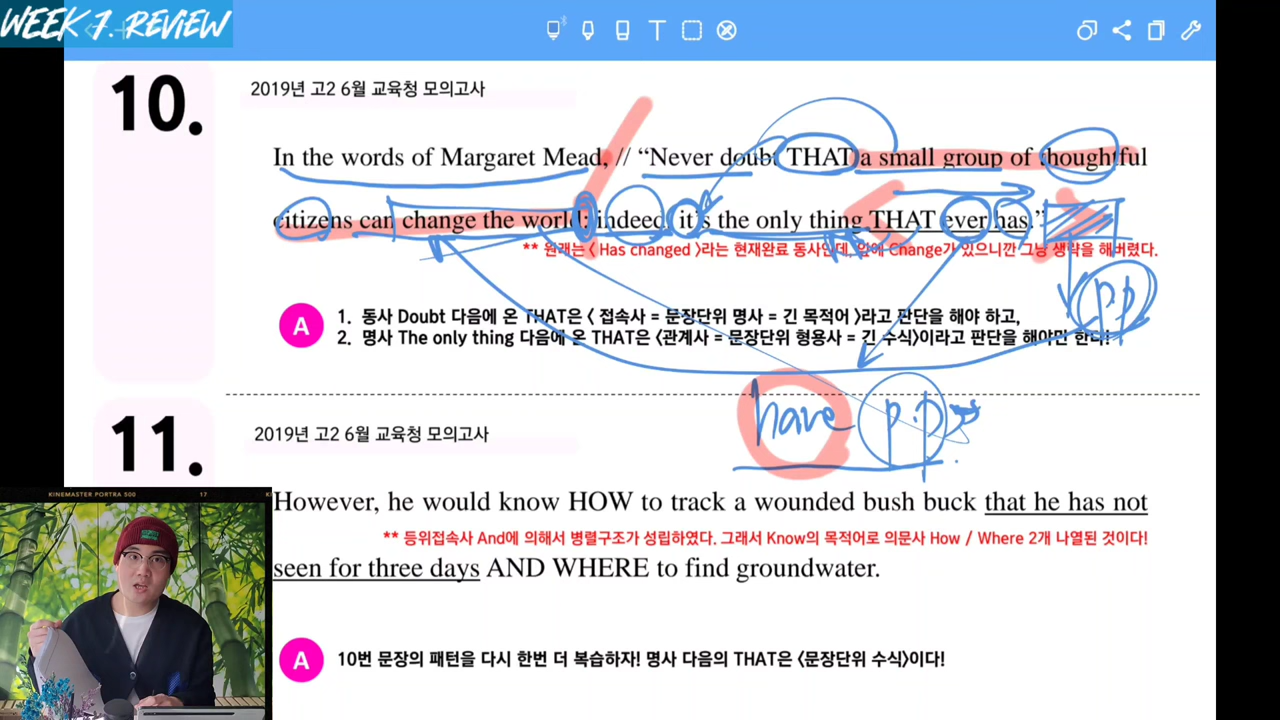 WEEK 7. REVIEW
T
10.
2019년 고2 6월 교육청 모의고사
In the words of Margaret Mead, // “Never doubt THAT a small group of thoughtful
citizens can change the world; indeed, it's the only thing THAT ever has.”
** 원래는 < Has changed >라는 현재완료 동사인데, 앞에 Change가 있으니깐 그냥 생략을 해버렸다.
p.p
A
1. 동사 Doubt 다음에 온 THAT은 < 접속사 = 문장단위 명사 = 긴 목적어 >라고 판단을 해야 하고,
2. 명사 The only thing 다음에 온 THAT은 <관계사 = 문장단위 형용사 = 긴 수식>이라고 판단을 해야만 한다!
have p.p
11.
2019년 고2 6월 교육청 모의고사
KINEMASTER PORTRA 500 17 KI
However, he would know HOW to track a wounded bush buck that he has not
** 등위접속사 And에 의해서 병렬구조가 성립하였다. 그래서 Know의 목적어로 의문사 How / Where 2개 나열된 것이다!
seen for three days AND WHERE to find groundwater.
A
10번 문장의 패턴을 다시 한번 더 복습하자! 명사 다음의 THAT은 <문장단위 수식>이다!